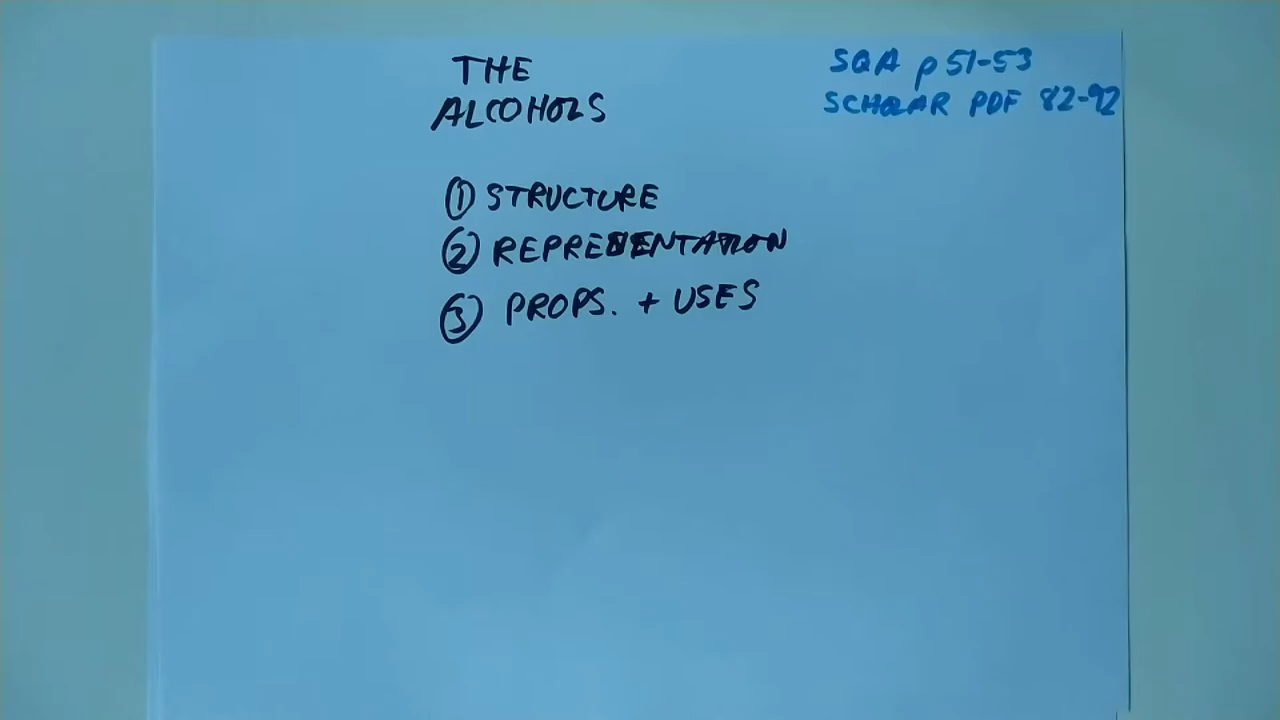 THE
ALCOHOLS
SQA p51-53
SCHOLAR PDF 82-92
① STRUCTURE
② REPRESENTATION
③ PROPS. + USES